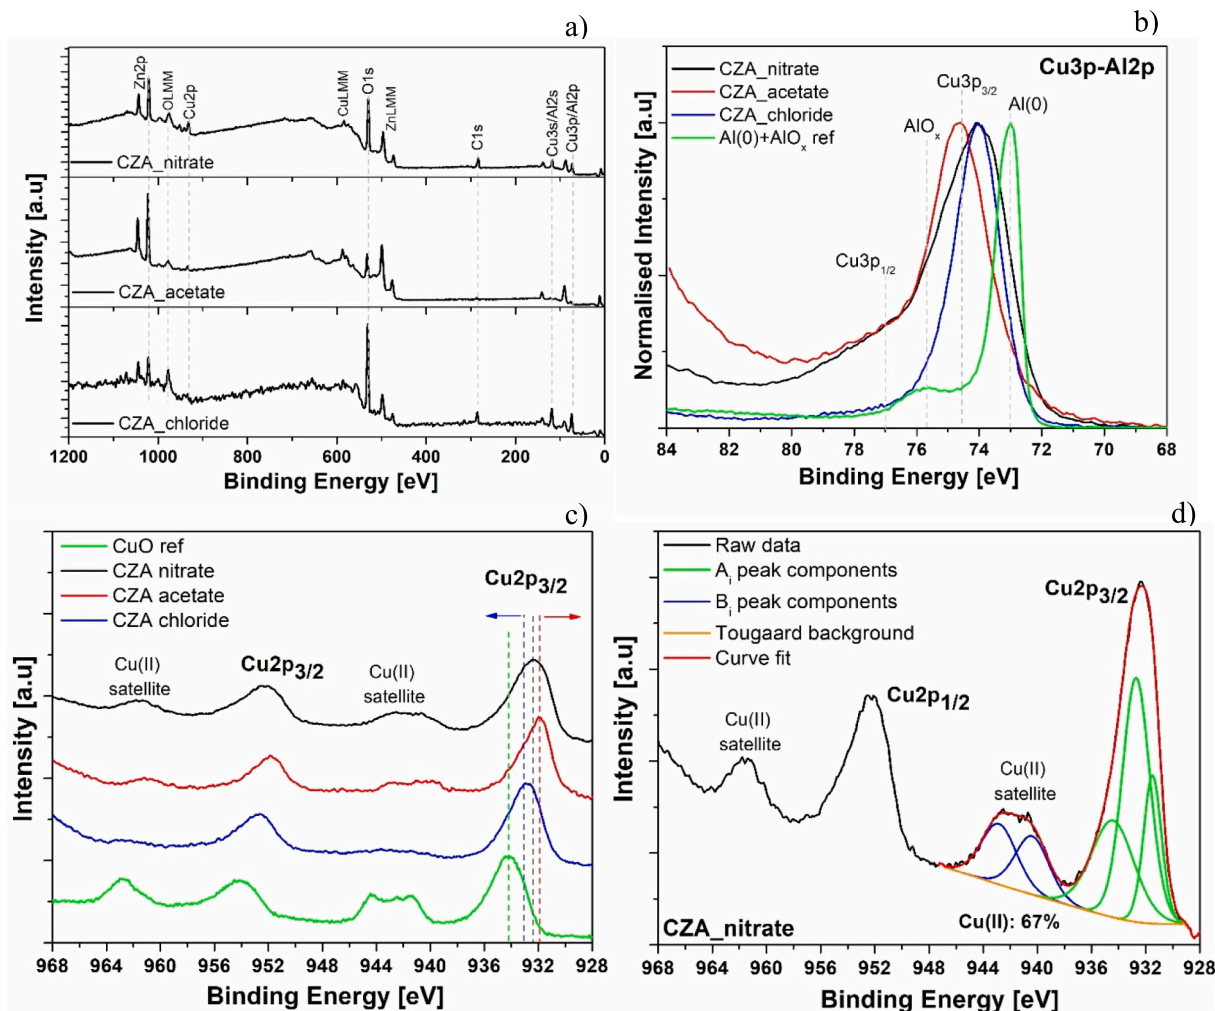 a)
Zn2p
OLMM
Cu2p
CuLMM
O1s
ZnLMM
C1s
Cu3s/Al2s
Cu3p/Al2p
CZA_nitrate
CZA_acetate
CZA_chloride
Intensity [a.u]
1200 1000 800 600 400 200 0
Binding Energy [eV]
b)
Cu3p-Al2p
CZA_nitrate
CZA_acetate
CZA_chloride
Al(0)+AlOx ref
Cu3p3/2
Al(0)
AlOx
Cu3p1/2
Normalised Intensity [a.u]
84 82 80 78 76 74 72 70 68
Binding Energy [eV]
c)
CuO ref
CZA nitrate
CZA acetate
CZA chloride
Cu2p3/2
Cu(II)
satellite
Cu2p3/2
Cu(II)
satellite
Intensity [a.u]
968 964 960 956 952 948 944 940 936 932 928
Binding Energy [eV]
d)
Raw data
Ai peak components
Bi peak components
Tougaard background
Curve fit
Cu2p3/2
Cu2p1/2
Cu(II)
satellite
Cu(II)
satellite
Cu(II): 67%
CZA_nitrate
Intensity [a.u]
968 964 960 956 952 948 944 940 936 932 928
Binding Energy [eV]